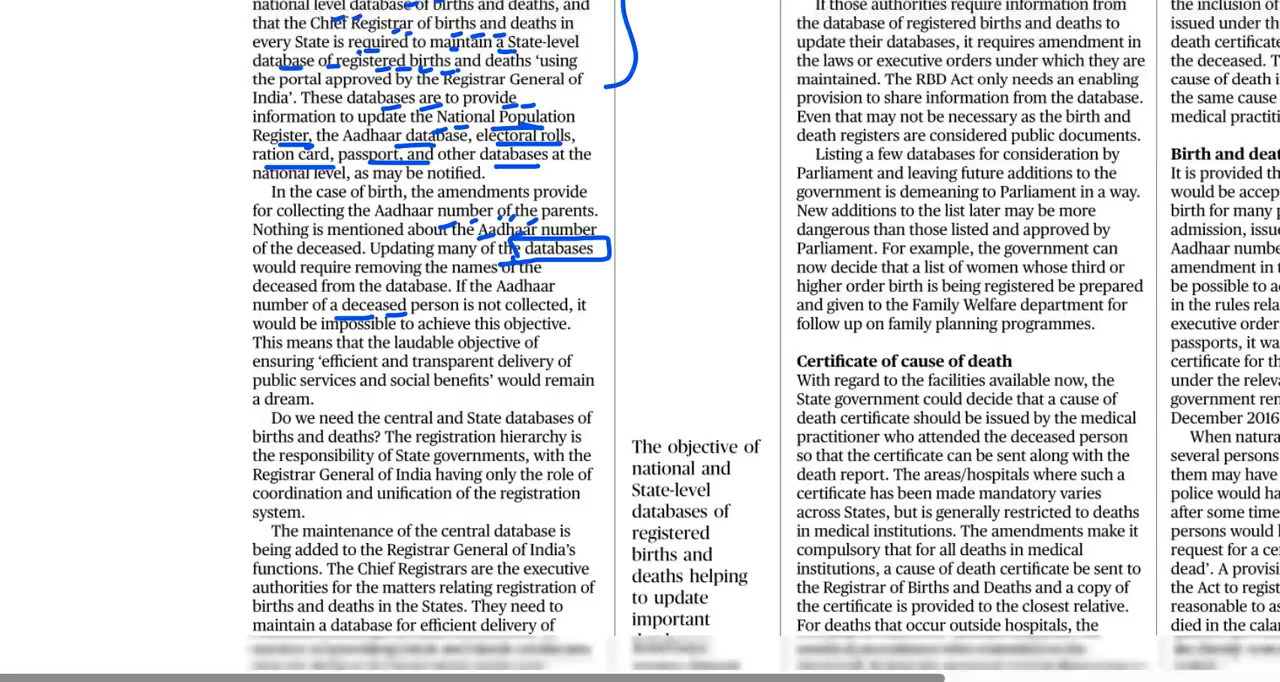 national level database of births and deaths, and
that the Chief Registrar of births and deaths in
every State is required to maintain a State-level
database of registered births and deaths ‘using
the portal approved by the Registrar General of
India’. These databases are to provide
information to update the National Population
Register, the Aadhaar database, electoral rolls,
ration card, passport, and other databases at the
national level, as may be notified.
In the case of birth, the amendments provide
for collecting the Aadhaar number of the parents.
Nothing is mentioned about the Aadhaar number
of the deceased. Updating many of the databases
would require removing the names of the
deceased from the database. If the Aadhaar
number of a deceased person is not collected, it
would be impossible to achieve this objective.
This means that the laudable objective of
ensuring ‘efficient and transparent delivery of
public services and social benefits’ would remain
a dream.
Do we need the central and State databases of
births and deaths? The registration hierarchy is
the responsibility of State governments, with the
Registrar General of India having only the role of
coordination and unification of the registration
system.
The maintenance of the central database is
being added to the Registrar General of India’s
functions. The Chief Registrars are the executive
authorities for the matters relating registration of
births and deaths in the States. They need to
maintain a database for efficient delivery of
The objective of
national and
State-level
databases of
registered
births and
deaths helping
to update
important
If those authorities require information from
the database of registered births and deaths to
update their databases, it requires amendment in
the laws or executive orders under which they are
maintained. The RBD Act only needs an enabling
provision to share information from the database.
Even that may not be necessary as the birth and
death registers are considered public documents.
Listing a few databases for consideration by
Parliament and leaving future additions to the
government is demeaning to Parliament in a way.
New additions to the list later may be more
dangerous than those listed and approved by
Parliament. For example, the government can
now decide that a list of women whose third or
higher order birth is being registered be prepared
and given to the Family Welfare department for
follow up on family planning programmes.
Certificate of cause of death
With regard to the facilities available now, the
State government could decide that a cause of
death certificate should be issued by the medical
practitioner who attended the deceased person
so that the certificate can be sent along with the
death report. The areas/hospitals where such a
certificate has been made mandatory varies
across States, but is generally restricted to deaths
in medical institutions. The amendments make it
compulsory that for all deaths in medical
institutions, a cause of death certificate be sent to
the Registrar of Births and Deaths and a copy of
the certificate is provided to the closest relative.
For deaths that occur outside hospitals, the
the inclusion of
issued under th
death certificate
the deceased. T
cause of death i
the same cause
medical practiti
Birth and deat
It is provided th
would be accep
birth for many p
admission, issue
Aadhaar numbe
amendment in t
be possible to a
in the rules rela
executive order
passports, it wa
certificate for th
under the releva
government rem
December 2016
When natura
several persons
them may have
police would ha
after some time
persons would h
request for a ce
dead’. A provisi
the Act to regist
reasonable to as
died in the calar